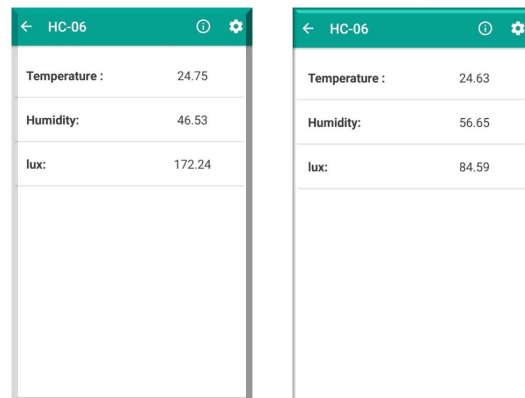 HC-06
Temperature : 24.75
Humidity: 46.53
lux: 172.24
HC-06
Temperature : 24.63
Humidity: 56.65
lux: 84.59